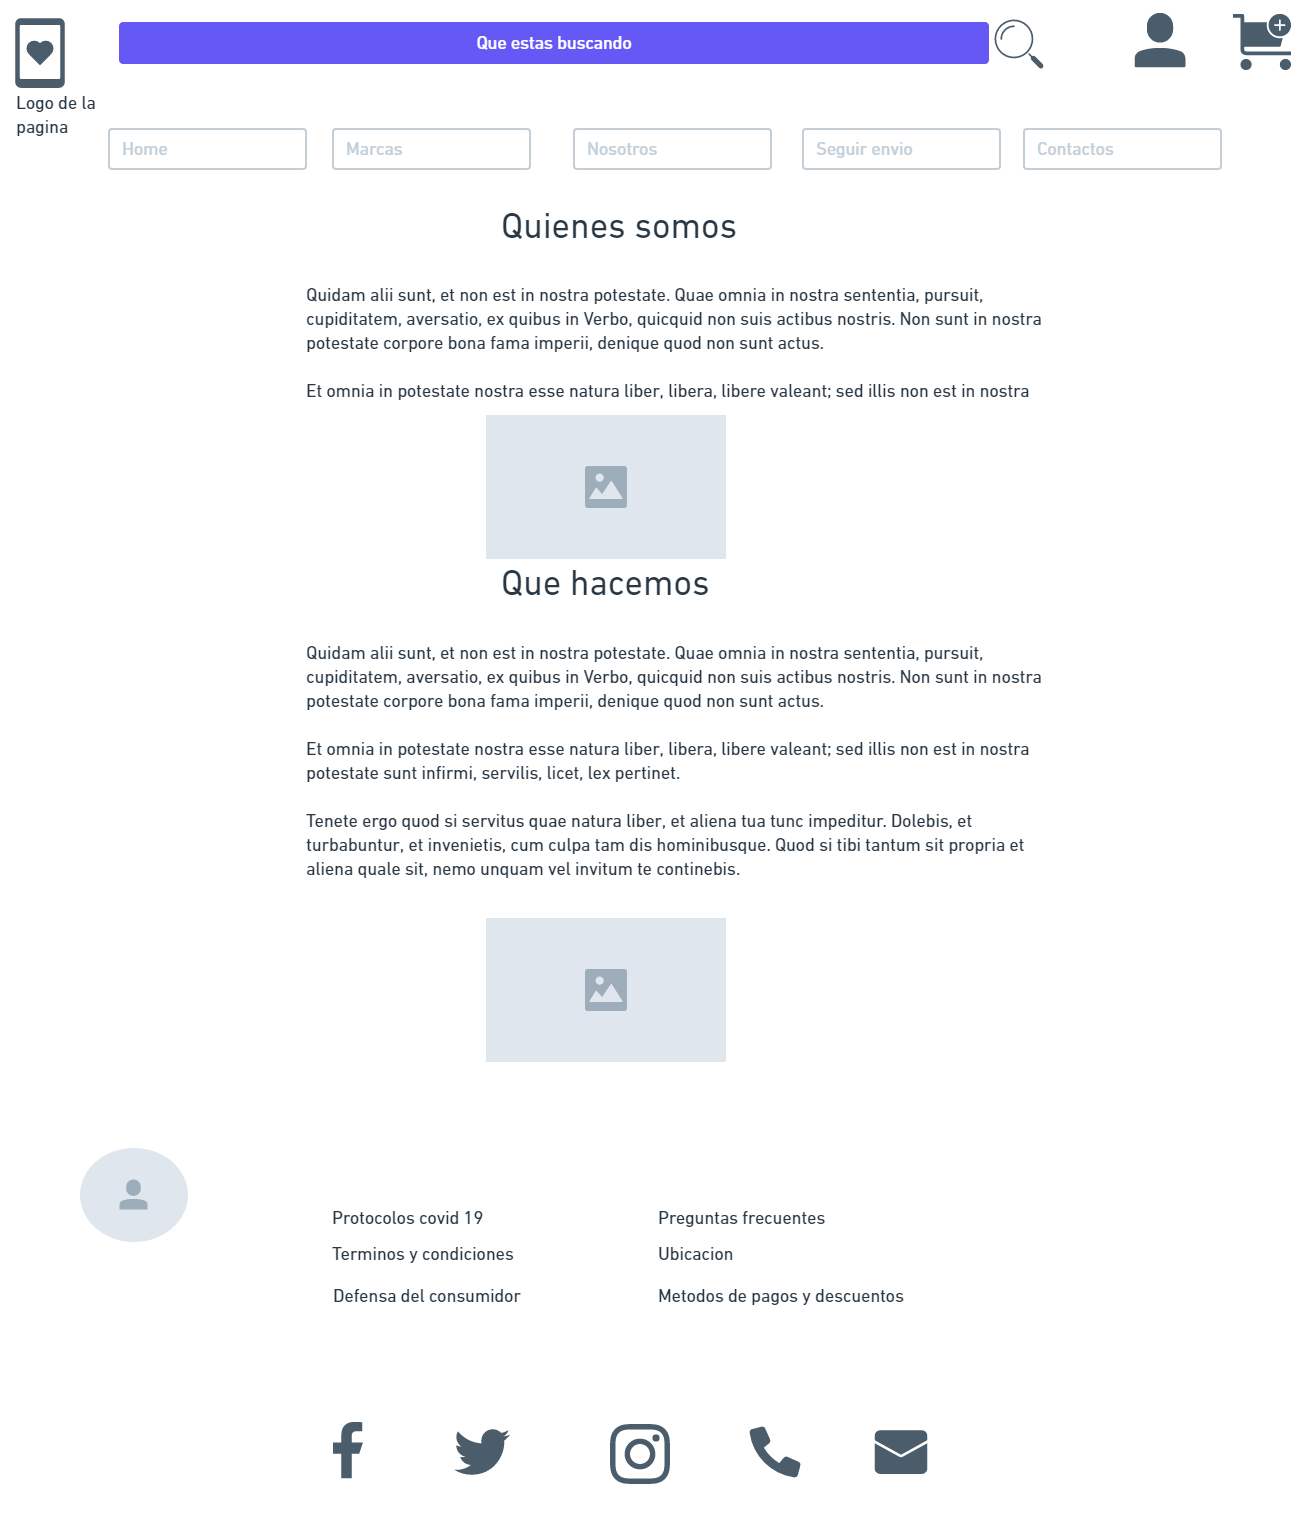 Que estas buscando
Logo de la
pagina
Home
Marcas
Nosotros
Seguir envio
Contactos
Quienes somos
Quidam alii sunt, et non est in nostra potestate. Quae omnia in nostra sententia, pursuit,
cupiditatem, aversatio, ex quibus in Verbo, quicquid non suis actibus nostris. Non sunt in nostra
potestate corpore bona fama imperii, denique quod non sunt actus.
Et omnia in potestate nostra esse natura liber, libera, libere valeant; sed illis non est in nostra
Que hacemos
Quidam alii sunt, et non est in nostra potestate. Quae omnia in nostra sententia, pursuit,
cupiditatem, aversatio, ex quibus in Verbo, quicquid non suis actibus nostris. Non sunt in nostra
potestate corpore bona fama imperii, denique quod non sunt actus.
Et omnia in potestate nostra esse natura liber, libera, libere valeant; sed illis non est in nostra
potestate sunt infirmi, servilis, licet, lex pertinet.
Tenete ergo quod si servitus quae natura liber, et aliena tua tunc impeditur. Dolebis, et
turbabuntur, et invenietis, cum culpa tam dis hominibusque. Quod si tibi tantum sit propria et
aliena quale sit, nemo unquam vel invitum te continebis.
Protocolos covid 19
Terminos y condiciones
Defensa del consumidor
Preguntas frecuentes
Ubicacion
Metodos de pagos y descuentos